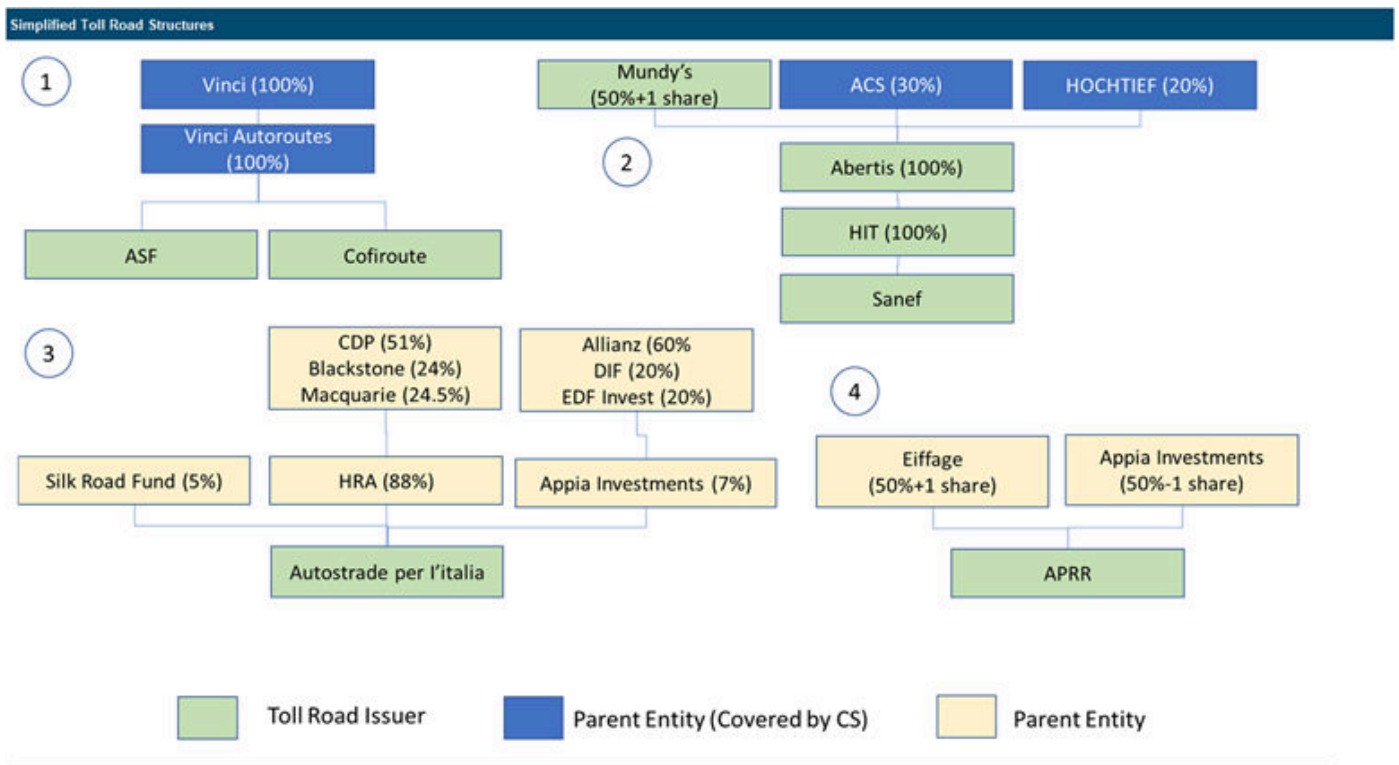 Simplified Toll Road Structures
1
Vinci (100%)
Vinci Autoroutes
(100%)
ASF
Cofiroute
2
Mundy's
(50%+1 share)
ACS (30%)
HOCHTIEF (20%)
Abertis (100%)
HIT (100%)
Sanef
3
CDP (51%)
Blackstone (24%)
Macquarie (24.5%)
Allianz (60%
DIF (20%)
EDF Invest (20%)
Silk Road Fund (5%)
HRA (88%)
Appia Investments (7%)
Autostrade per l'italia
4
Eiffage
(50%+1 share)
Appia Investments
(50%-1 share)
APRR
Toll Road Issuer
Parent Entity (Covered by CS)
Parent Entity